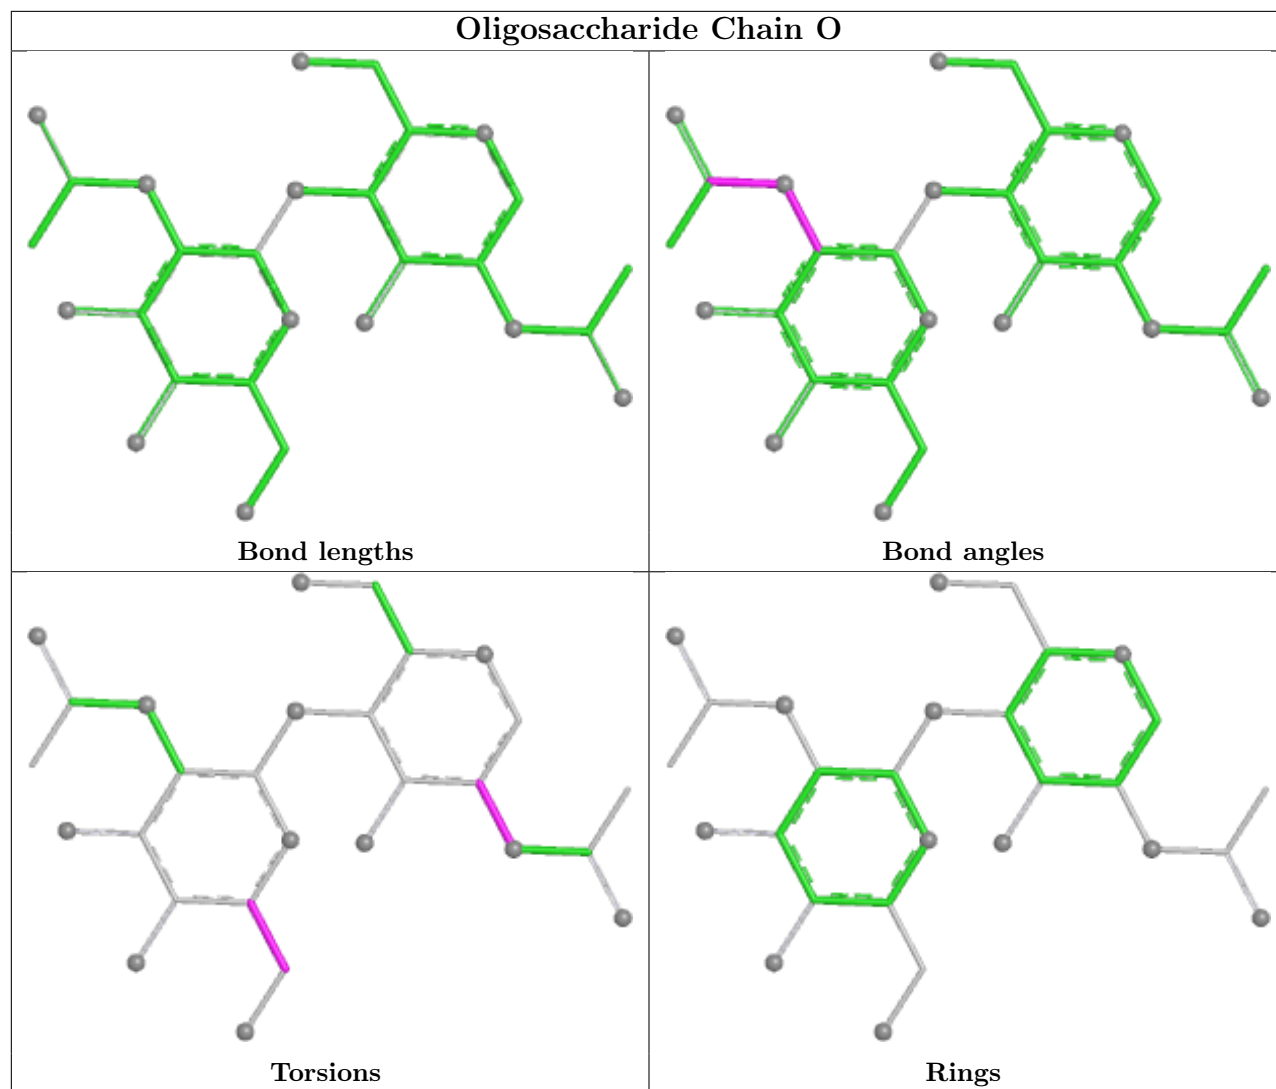 Oligosaccharide Chain O
Bond lengths
Bond angles
Torsions
Rings